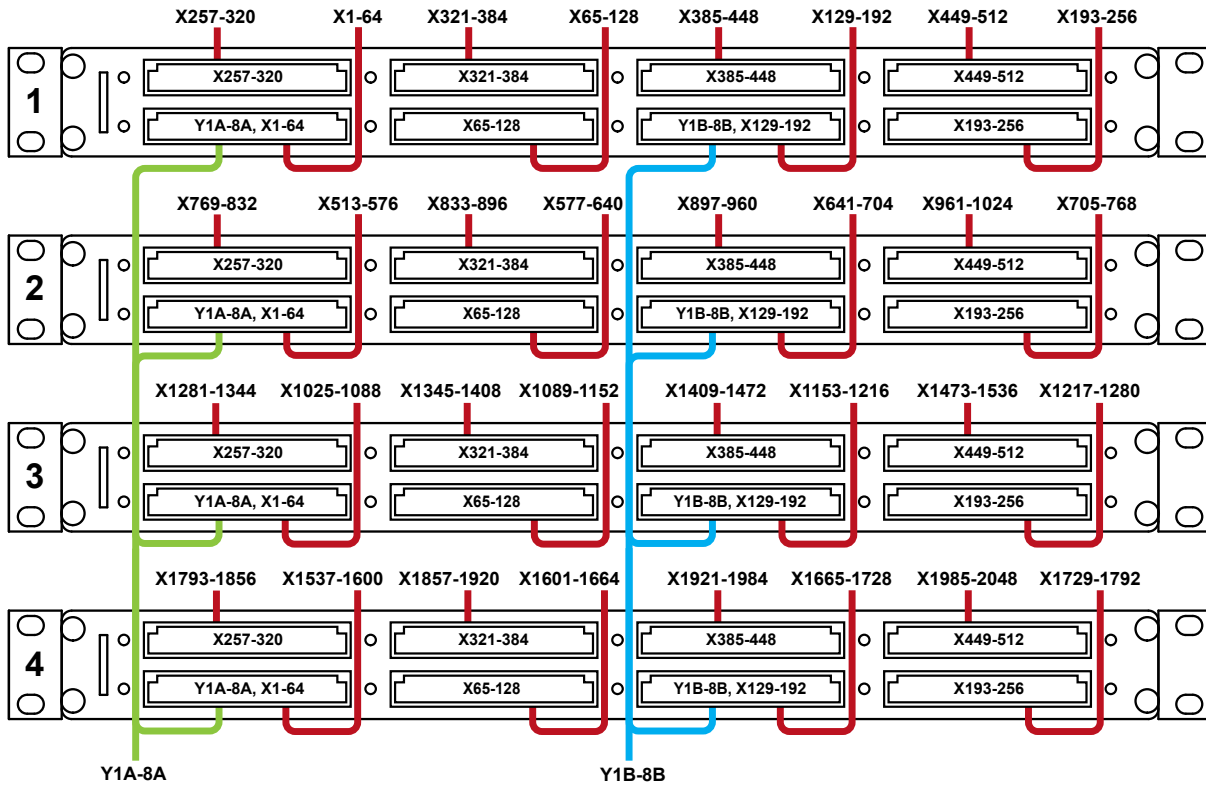 X257-320 X1-64 X321-384 X65-128 X385-448 X129-192 X449-512 X193-256
1
X257-320 X321-384 X385-448 X449-512
Y1A-8A, X1-64 X65-128 Y1B-8B, X129-192 X193-256
X769-832 X513-576 X833-896 X577-640 X897-960 X641-704 X961-1024 X705-768
2
X257-320 X321-384 X385-448 X449-512
Y1A-8A, X1-64 X65-128 Y1B-8B, X129-192 X193-256
X1281-1344 X1025-1088 X1345-1408 X1089-1152 X1409-1472 X1153-1216 X1473-1536 X1217-1280
3
X257-320 X321-384 X385-448 X449-512
Y1A-8A, X1-64 X65-128 Y1B-8B, X129-192 X193-256
X1793-1856 X1537-1600 X1857-1920 X1601-1664 X1921-1984 X1665-1728 X1985-2048 X1729-1792
4
X257-320 X321-384 X385-448 X449-512
Y1A-8A, X1-64 X65-128 Y1B-8B, X129-192 X193-256
Y1A-8A Y1B-8B